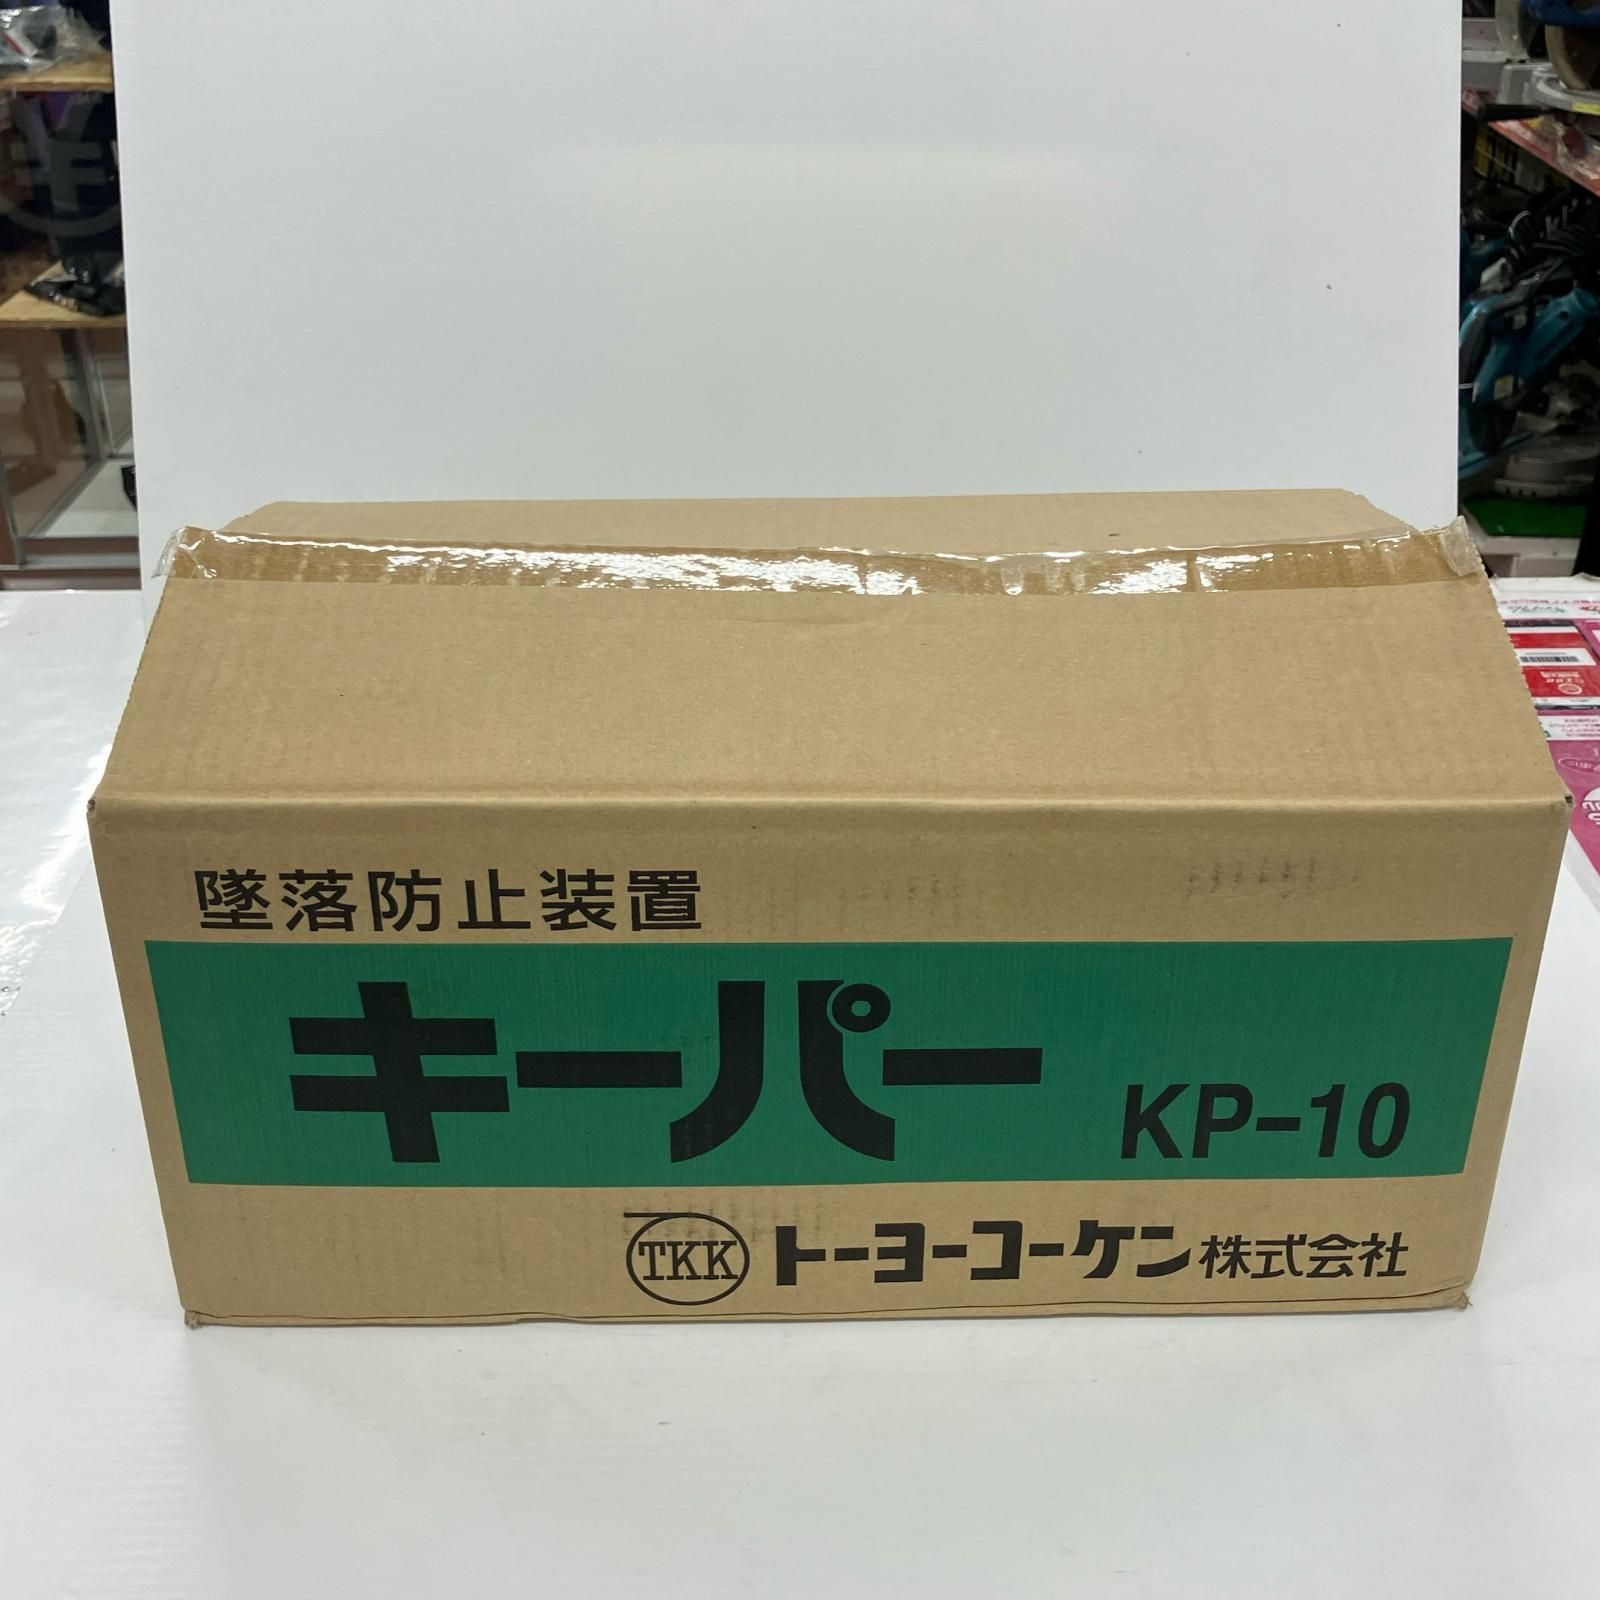 墜落防止装置
キーパー KP-10
TKK トーヨーコーケン株式会社